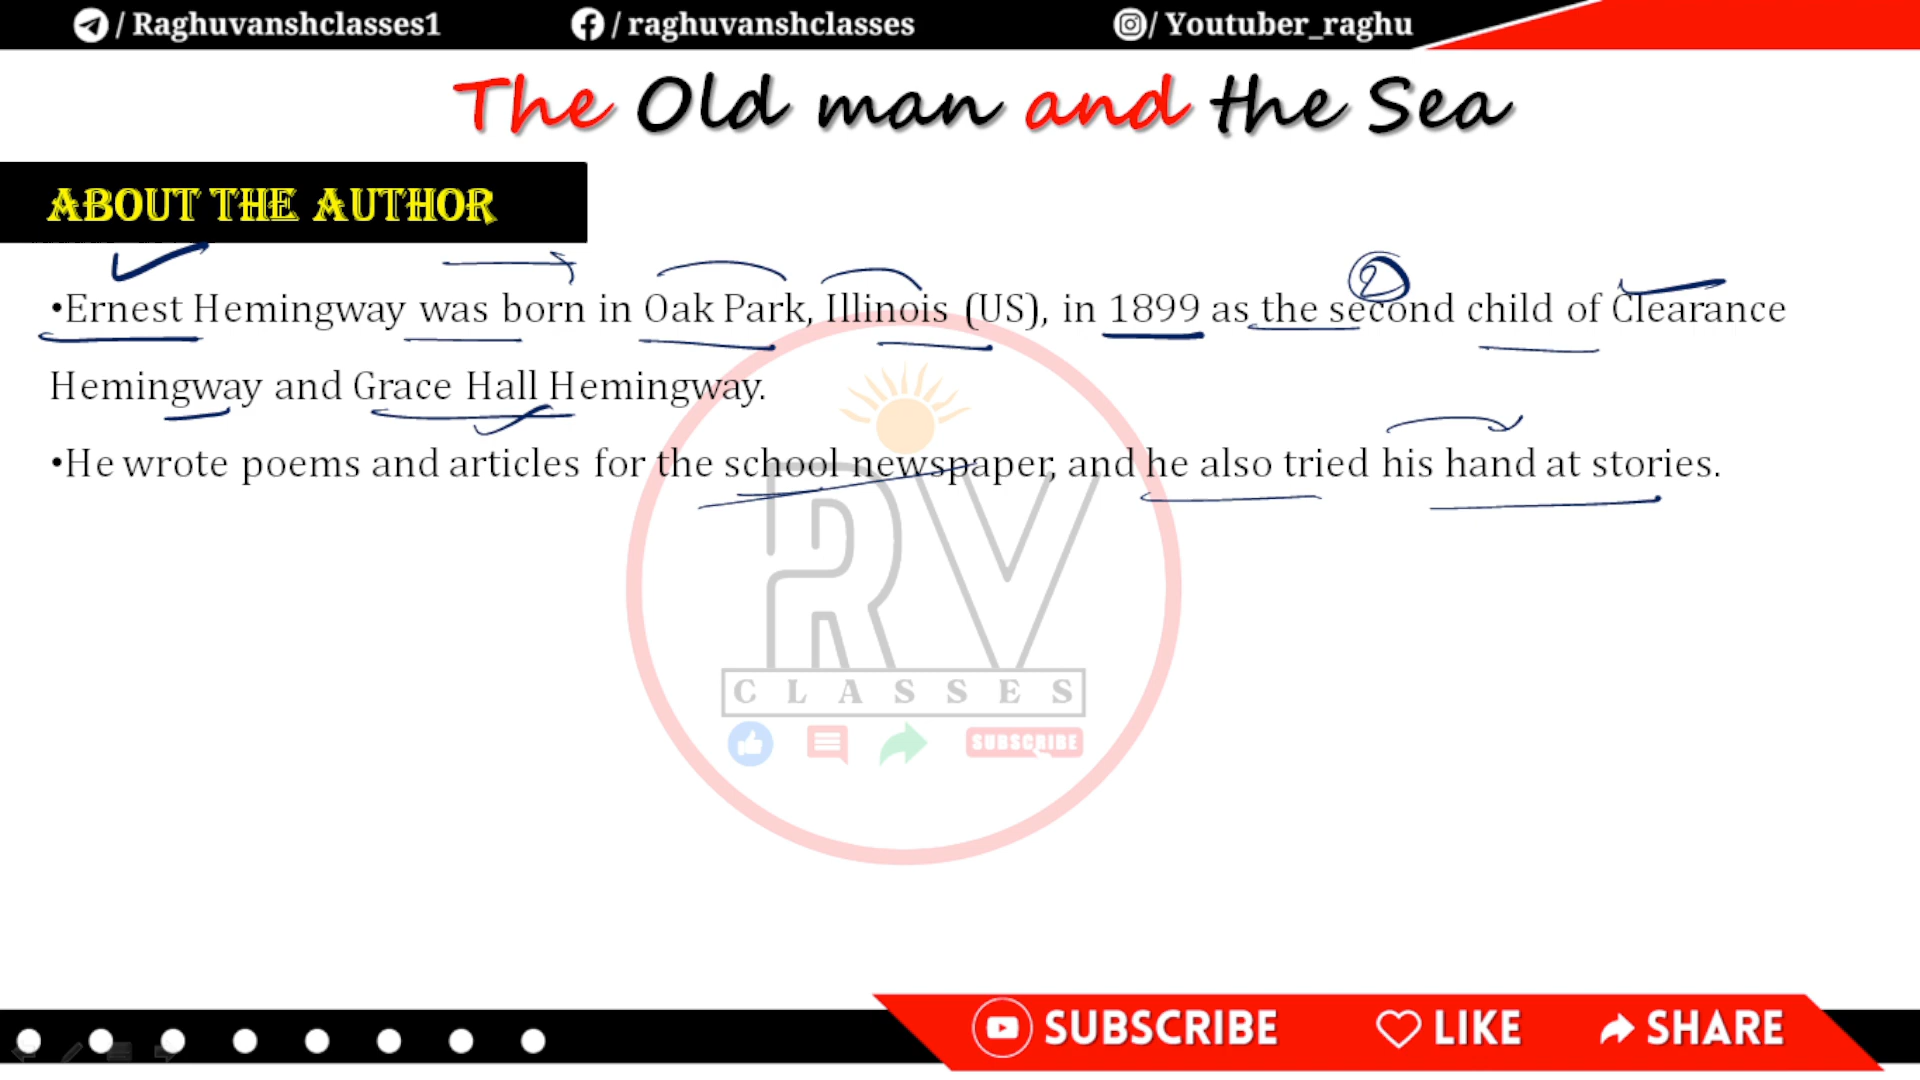 / Raghuvanshclasses1 / raghuvanshclasses / Youtuber_raghu
The Old man and the Sea
ABOUT THE AUTHOR
2
•Ernest Hemingway was born in Oak Park, Illinois (US), in 1899 as the second child of Clearance
Hemingway and Grace Hall Hemingway.
•He wrote poems and articles for the school newspaper, and he also tried his hand at stories.
RV
CLASSES
SUBSCRIBE
SUBSCRIBE LIKE SHARE